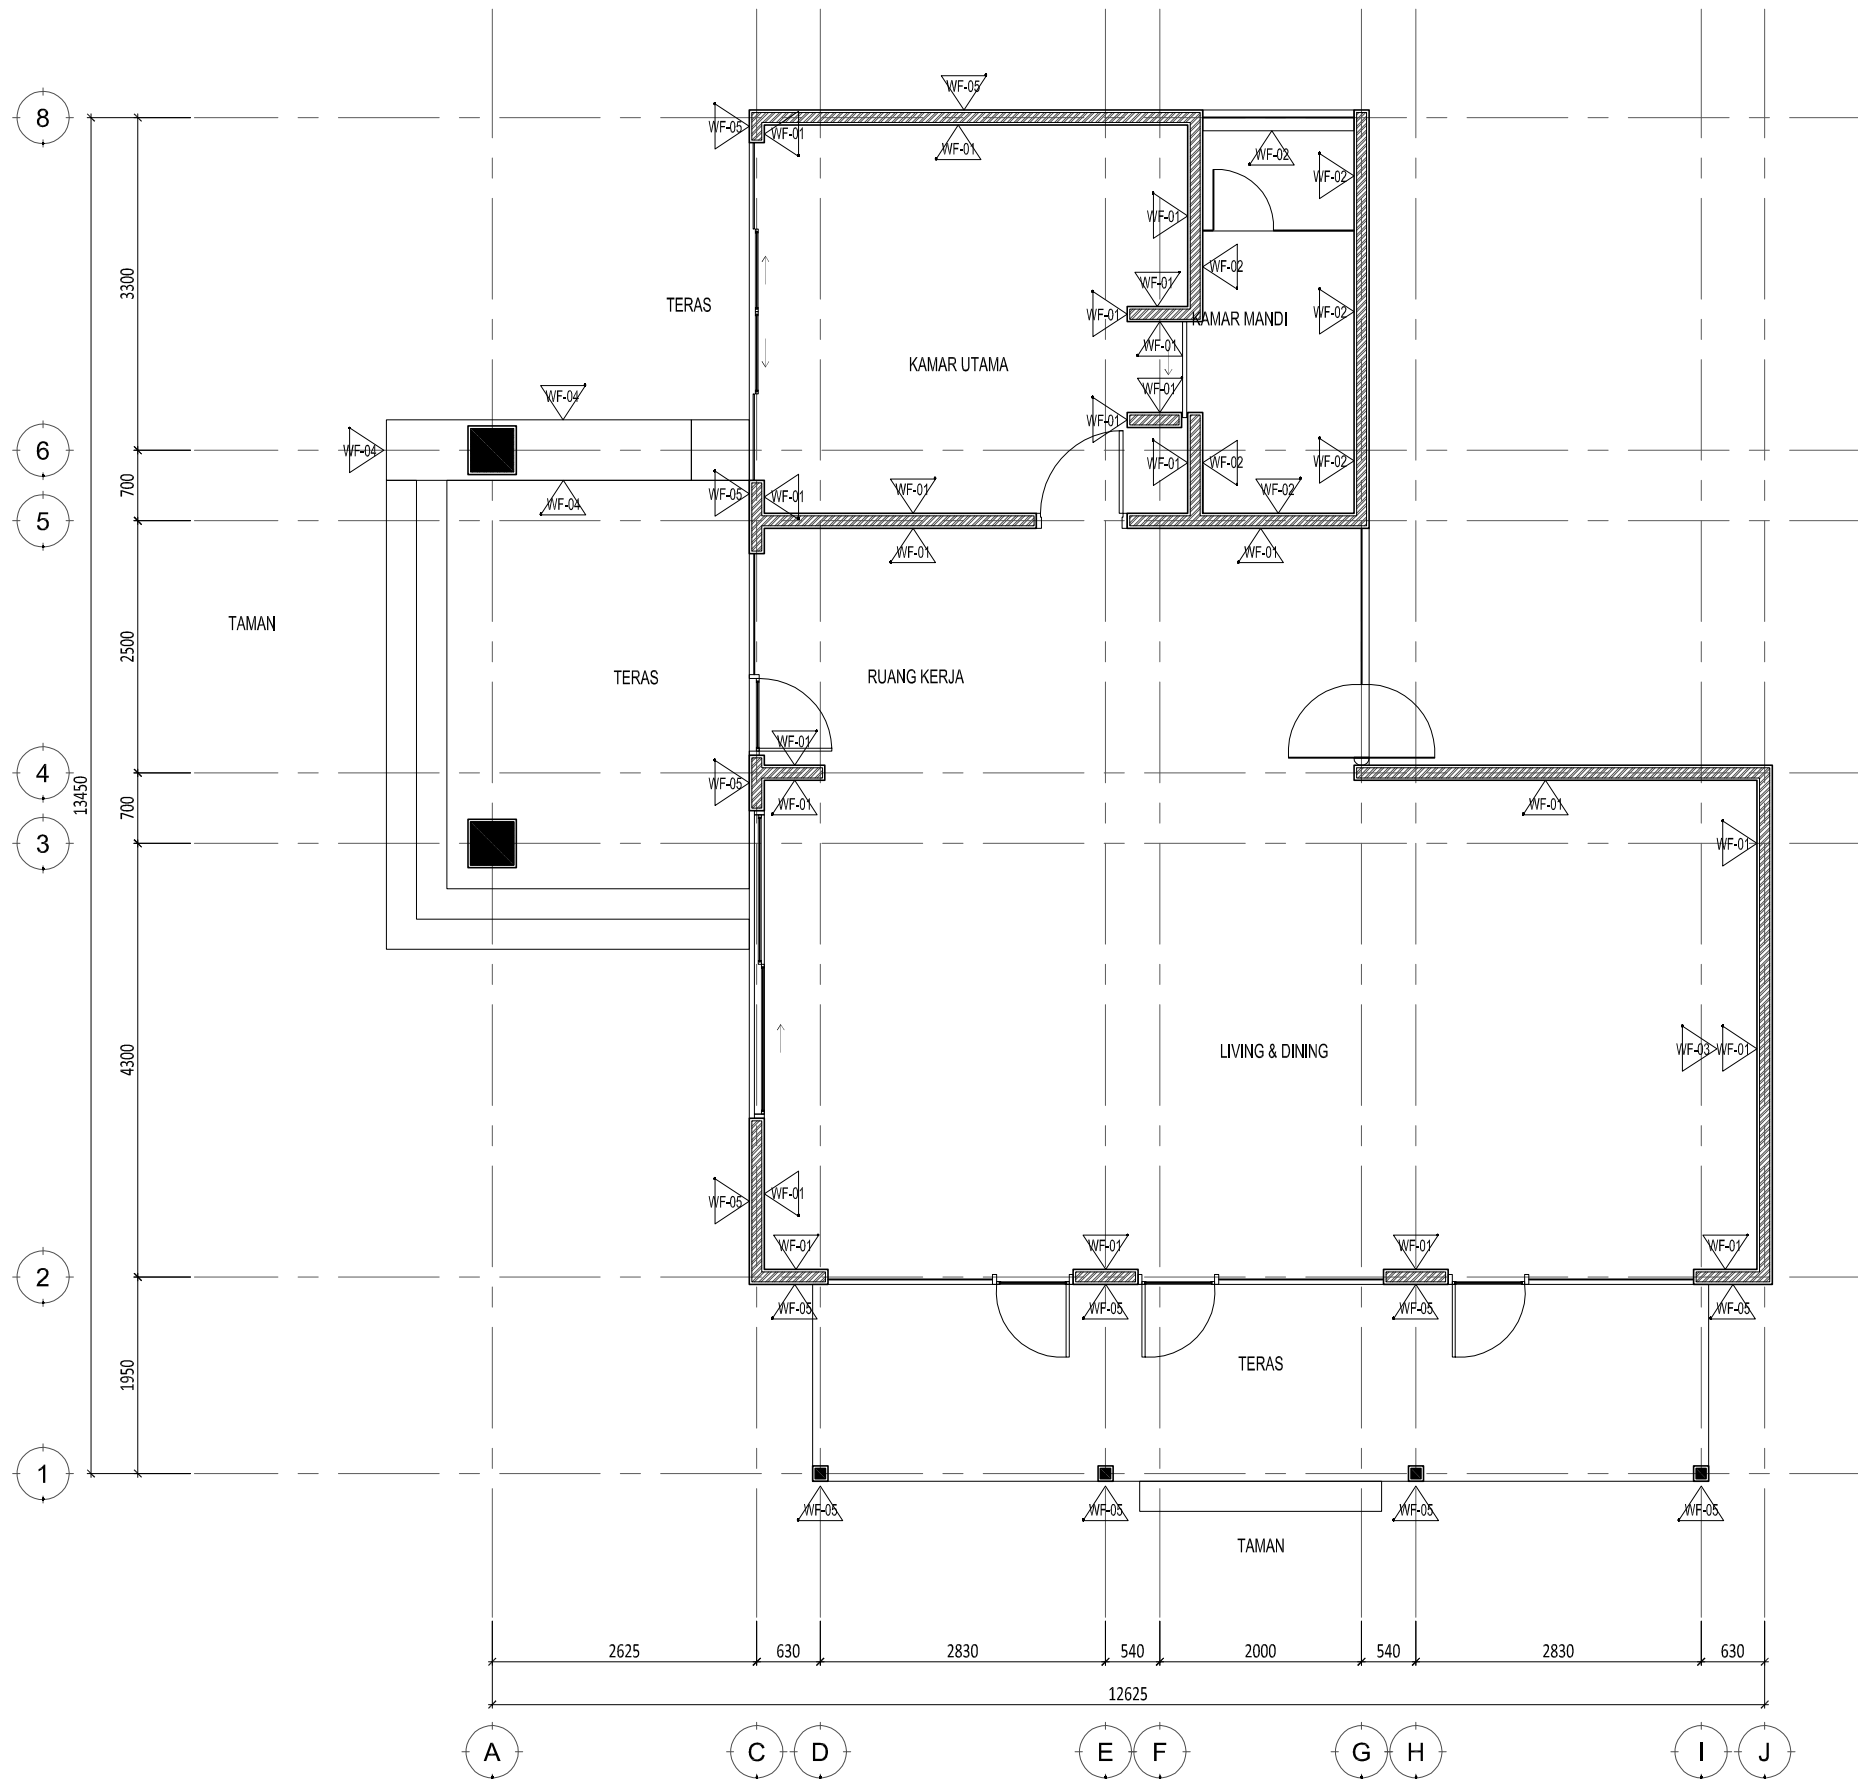 WF-05
8
WF-05
WF-01
WF-01
WF-02
WF-02
WF-01
WF-02
3300
WF-01
TERAS
WF-01
KAMAR MANDI
WF-02
WF-01
KAMAR UTAMA
WF-01
WF-04
WF-01
6
WF-04
WF-01
WF-02
WF-02
700
WF-05
WF-01
WF-01
WF-02
WF-04
5
WF-01
WF-01
TAMAN
2500
TERAS
RUANG KERJA
WF-01
4
13450
WF-05
700
WF-01
WF-01
3
WF-01
4300
LIVING & DINING
WF-03
WF-01
WF-05
WF-01
WF-01
WF-01
WF-01
WF-01
2
WF-05
WF-05
WF-05
WF-05
1950
TERAS
1
WF-05
WF-05
WF-05
WF-05
TAMAN
2625
630
2830
540
2000
540
2830
630
12625
A
C
D
E
F
G
H
I
J